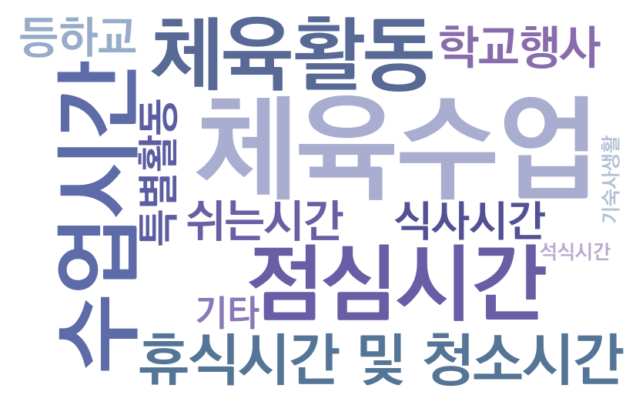 등하교
체육활동
학교행사
수업시간
특별활동
체육수업
기숙사생활
쉬는시간
식사시간
점심시간
석식시간
기타
휴식시간 및 청소시간